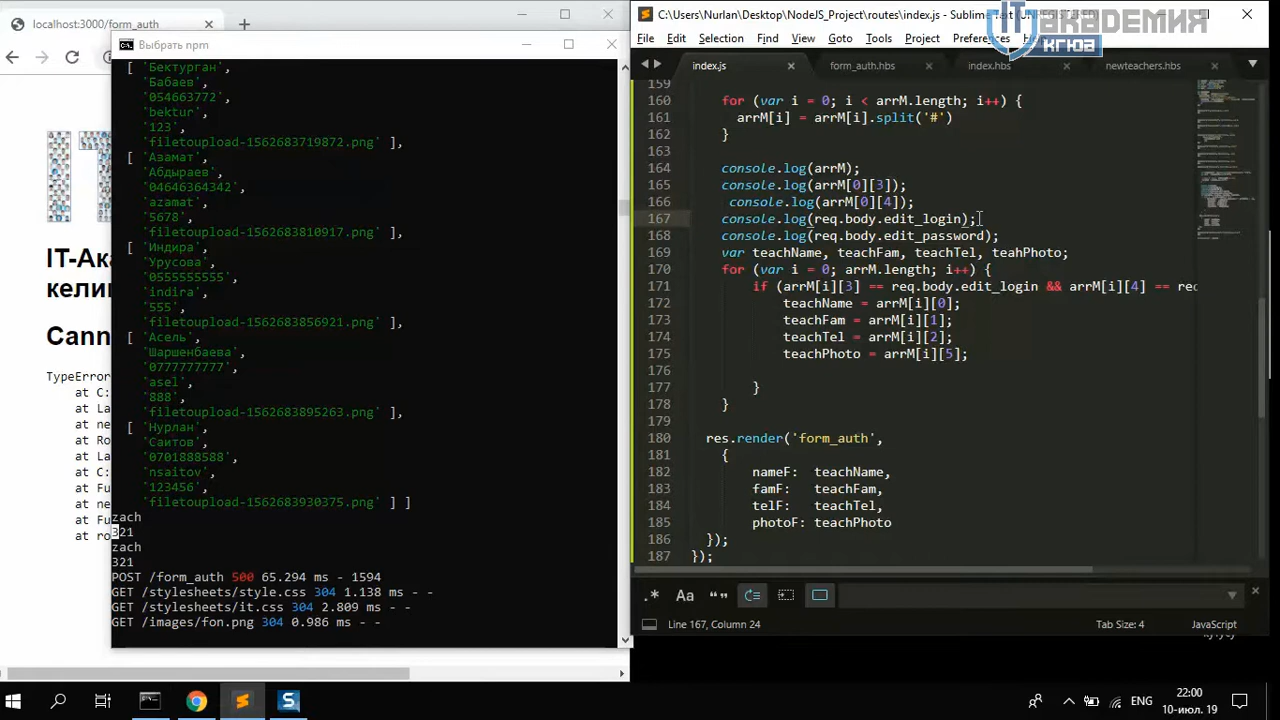 localhost:3000/form_auth
localhost:3000/form_auth
IT-Ака
келин
Cann
TypeError
at C:
at La
at ne
at Ro
at La
at C:
at Fu
at ne
at Fu
at ro
Выбрать npm
[ 'Бектурган',
'Бабаев',
'054663772',
'bektur',
'123',
'filetoupload-1562683719872.png' ],
[ 'Азамат',
'Абдыраев',
'04646364342',
'azamat',
'5678',
'filetoupload-1562683810917.png' ],
[ 'Индира',
'Урусова',
'0555555555',
'indira',
'555',
'filetoupload-1562683856921.png' ],
[ 'Асель',
'Шаршенбаева',
'0777777777',
'asel',
'888',
'filetoupload-1562683895263.png' ],
[ 'Нурлан',
'Саитов',
'0701888588',
'nsaitov',
'123456',
'filetoupload-1562683930375.png' ] ]
zach
321
zach
321
POST /form_auth 500 65.294 ms - 1594
GET /stylesheets/style.css 304 1.138 ms - -
GET /stylesheets/it.css 304 2.809 ms - -
GET /images/fon.png 304 0.986 ms - -
C:\Users\Nurlan\Desktop\NodeJS_Project\routes\index.js - Sublime Text (UNREGISTERED)
IT академия
КГЮА
File Edit Selection Find View Goto Tools Project Preferences
index.js form_auth.hbs index.hbs newteachers.hbs
159
160 for (var i = 0; i < arrM.length; i++) {
161 arrM[i] = arrM[i].split('#')
162 }
163
164 console.log(arrM);
165 console.log(arrM[0][3]);
166 console.log(arrM[0][4]);
167 console.log(req.body.edit_login);
168 console.log(req.body.edit_password);
169 var teachName, teachFam, teachTel, teahPhoto;
170 for (var i = 0; arrM.length; i++) {
171 if (arrM[i][3] == req.body.edit_login && arrM[i][4] == rec
172 teachName = arrM[i][0];
173 teachFam = arrM[i][1];
174 teachTel = arrM[i][2];
175 teachPhoto = arrM[i][5];
176
177 }
178 }
179
180 res.render('form_auth',
181 {
182 nameF: teachName,
183 famF: teachFam,
184 telF: teachTel,
185 photoF: teachPhoto
186 });
187 });
.* Aa
Line 167, Column 24 Tab Size: 4 JavaScript
ENG
22:00
10-июл. 19